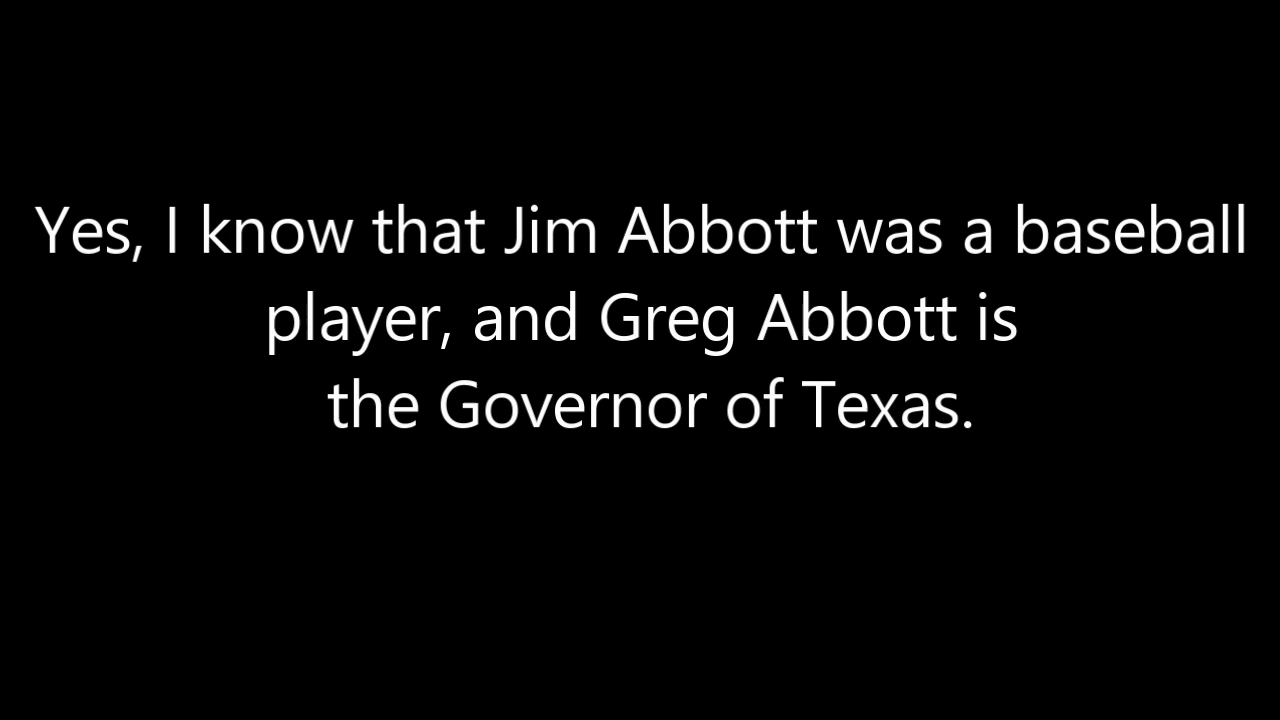 Yes, I know that Jim Abbott was a baseball
player, and Greg Abbott is
the Governor of Texas.